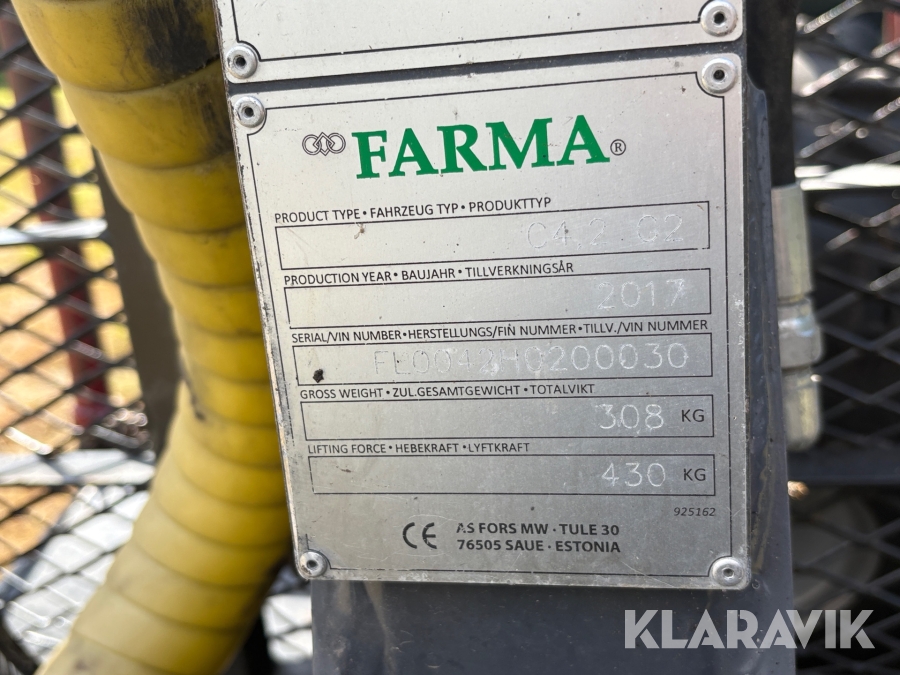 FARMA®
PRODUCT TYPE • FAHRZEUG TYP • PRODUKTTYP
C4.2 G2
PRODUCTION YEAR • BAUJAHR • TILLVERKNINGSÅR
2017
SERIAL/VIN NUMBER • HERSTELLUNGS/FIN NUMMER • TILLV./VIN NUMMER
FL0042H0200030
GROSS WEIGHT • ZUL.GESAMTGEWICHT • TOTALVIKT
308 KG
LIFTING FORCE • HEBEKRAFT • LYFTKRAFT
430 KG
925162
CE AS FORS MW · TULE 30
76505 SAUE · ESTONIA
KLARAVIK